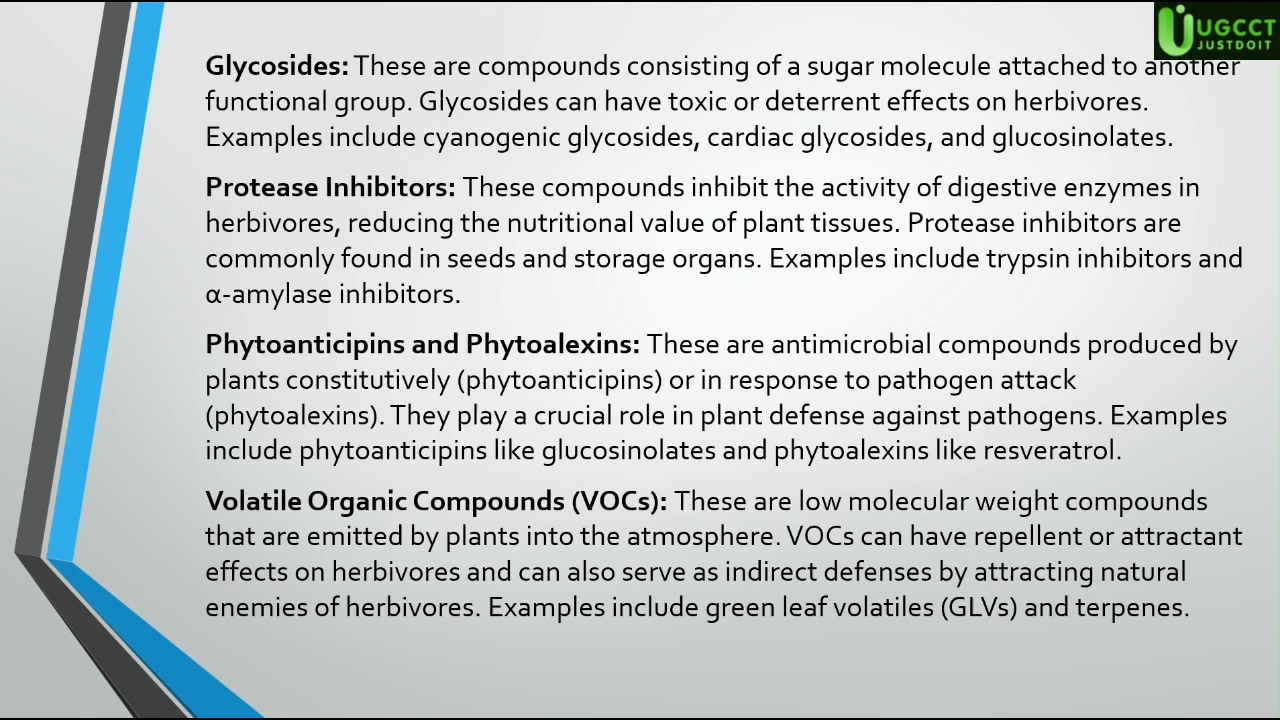 UGCCT
JUSTDOIT
Glycosides: These are compounds consisting of a sugar molecule attached to another
functional group. Glycosides can have toxic or deterrent effects on herbivores.
Examples include cyanogenic glycosides, cardiac glycosides, and glucosinolates.
Protease Inhibitors: These compounds inhibit the activity of digestive enzymes in
herbivores, reducing the nutritional value of plant tissues. Protease inhibitors are
commonly found in seeds and storage organs. Examples include trypsin inhibitors and
α-amylase inhibitors.
Phytoanticipins and Phytoalexins: These are antimicrobial compounds produced by
plants constitutively (phytoanticipins) or in response to pathogen attack
(phytoalexins). They play a crucial role in plant defense against pathogens. Examples
include phytoanticipins like glucosinolates and phytoalexins like resveratrol.
Volatile Organic Compounds (VOCs): These are low molecular weight compounds
that are emitted by plants into the atmosphere. VOCs can have repellent or attractant
effects on herbivores and can also serve as indirect defenses by attracting natural
enemies of herbivores. Examples include green leaf volatiles (GLVs) and terpenes.